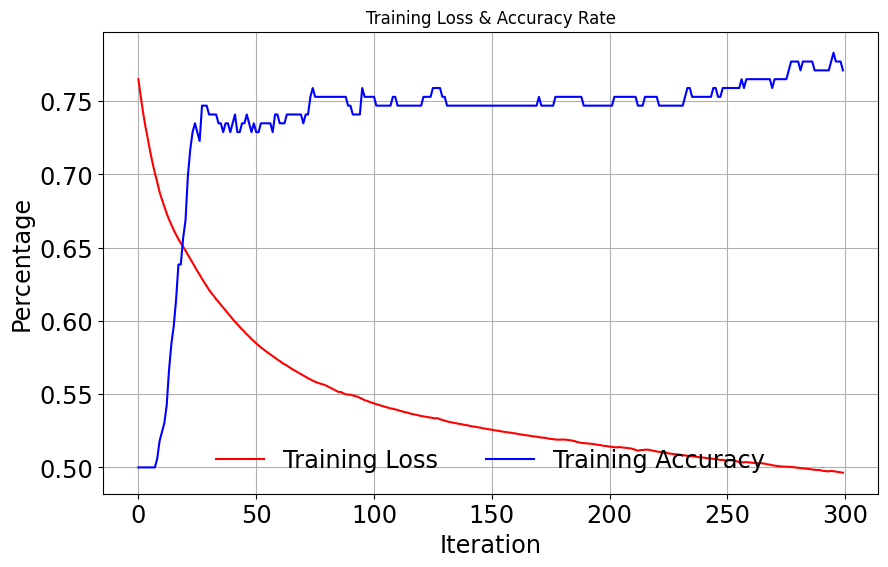 Training Loss & Accuracy Rate
Percentage
0.75
0.70
0.65
0.60
0.55
0.50
Training Loss
Training Accuracy
0
50
100
150
200
250
300
Iteration